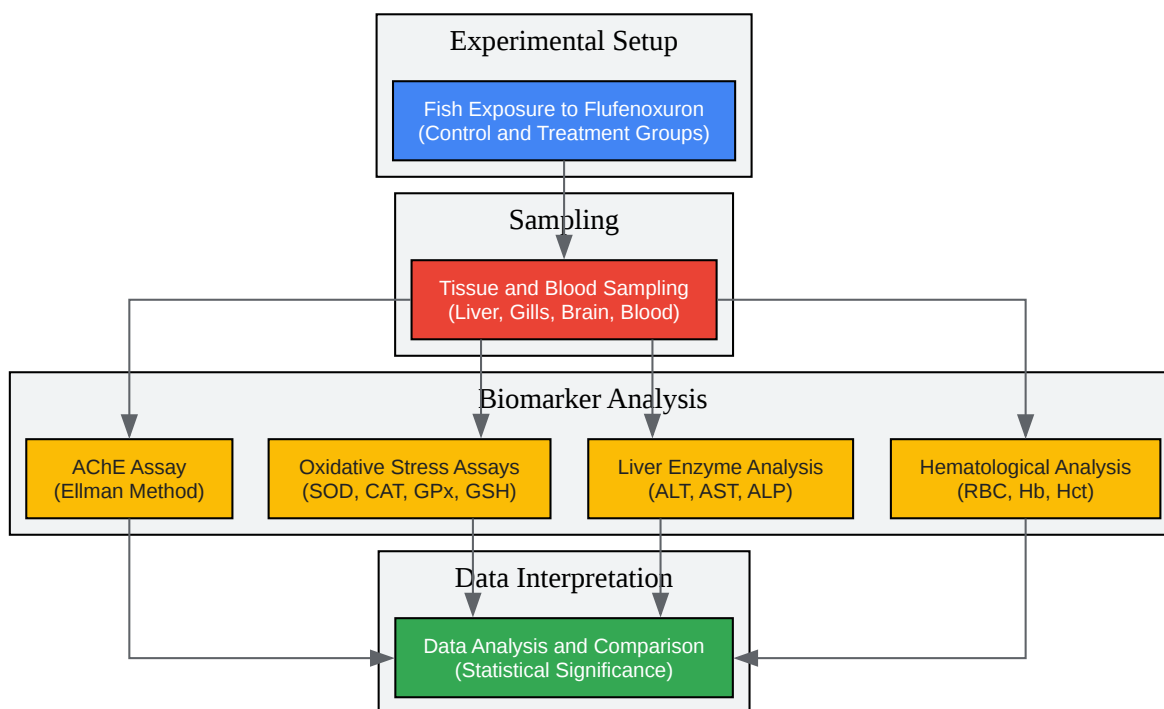 Experimental Setup
Fish Exposure to Flufenoxuron
(Control and Treatment Groups)
Sampling
Tissue and Blood Sampling
(Liver, Gills, Brain, Blood)
Biomarker Analysis
AChE Assay
(Ellman Method)
Oxidative Stress Assays
(SOD, CAT, GPx, GSH)
Liver Enzyme Analysis
(ALT, AST, ALP)
Hematological Analysis
(RBC, Hb, Hct)
Data Interpretation
Data Analysis and Comparison
(Statistical Significance)